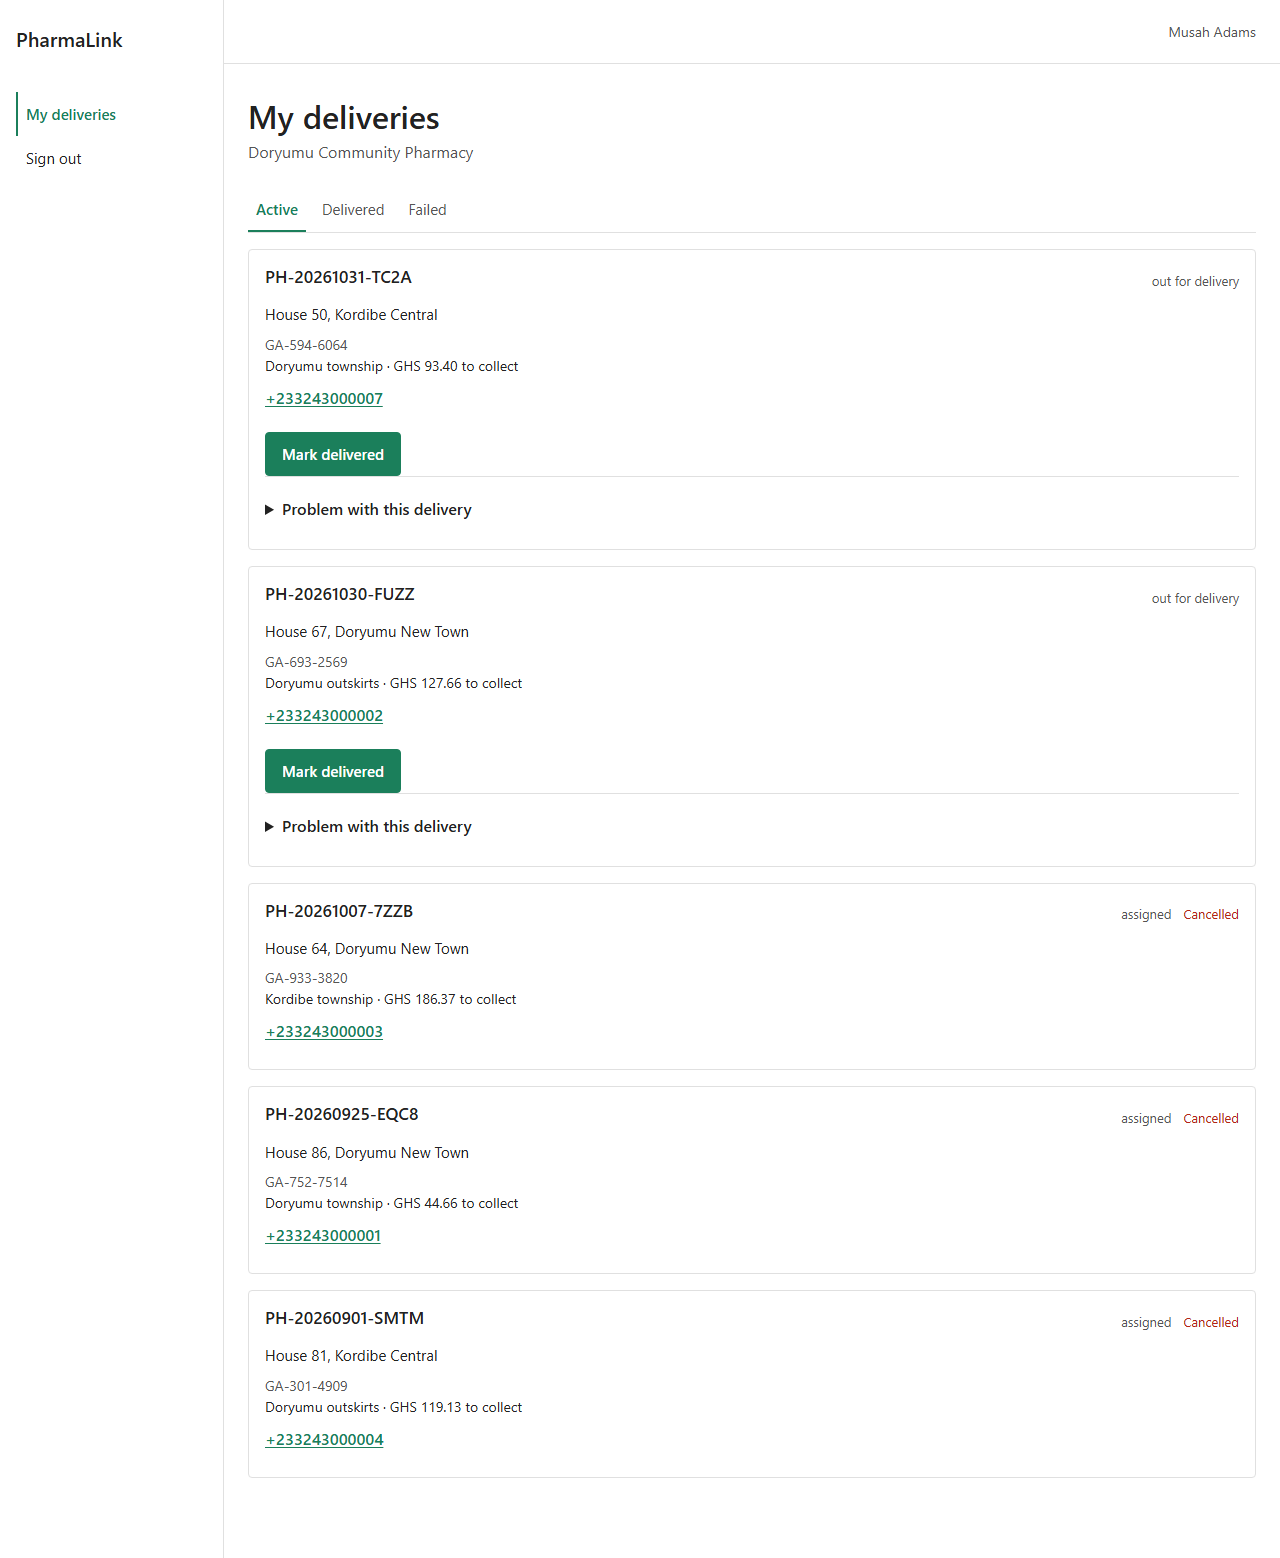 PharmaLink
Musah Adams
My deliveries
Sign out
My deliveries
Doryumu Community Pharmacy
Active Delivered Failed
PH-20261031-TC2A
out for delivery
House 50, Kordibe Central
GA-594-6064
Doryumu township · GHS 93.40 to collect
+233243000007
Mark delivered
Problem with this delivery
PH-20261030-FUZZ
out for delivery
House 67, Doryumu New Town
GA-693-2569
Doryumu outskirts · GHS 127.66 to collect
+233243000002
Mark delivered
Problem with this delivery
PH-20261007-7ZZB
assigned Cancelled
House 64, Doryumu New Town
GA-933-3820
Kordibe township · GHS 186.37 to collect
+233243000003
PH-20260925-EQC8
assigned Cancelled
House 86, Doryumu New Town
GA-752-7514
Doryumu township · GHS 44.66 to collect
+233243000001
PH-20260901-SMTM
assigned Cancelled
House 81, Kordibe Central
GA-301-4909
Doryumu outskirts · GHS 119.13 to collect
+233243000004